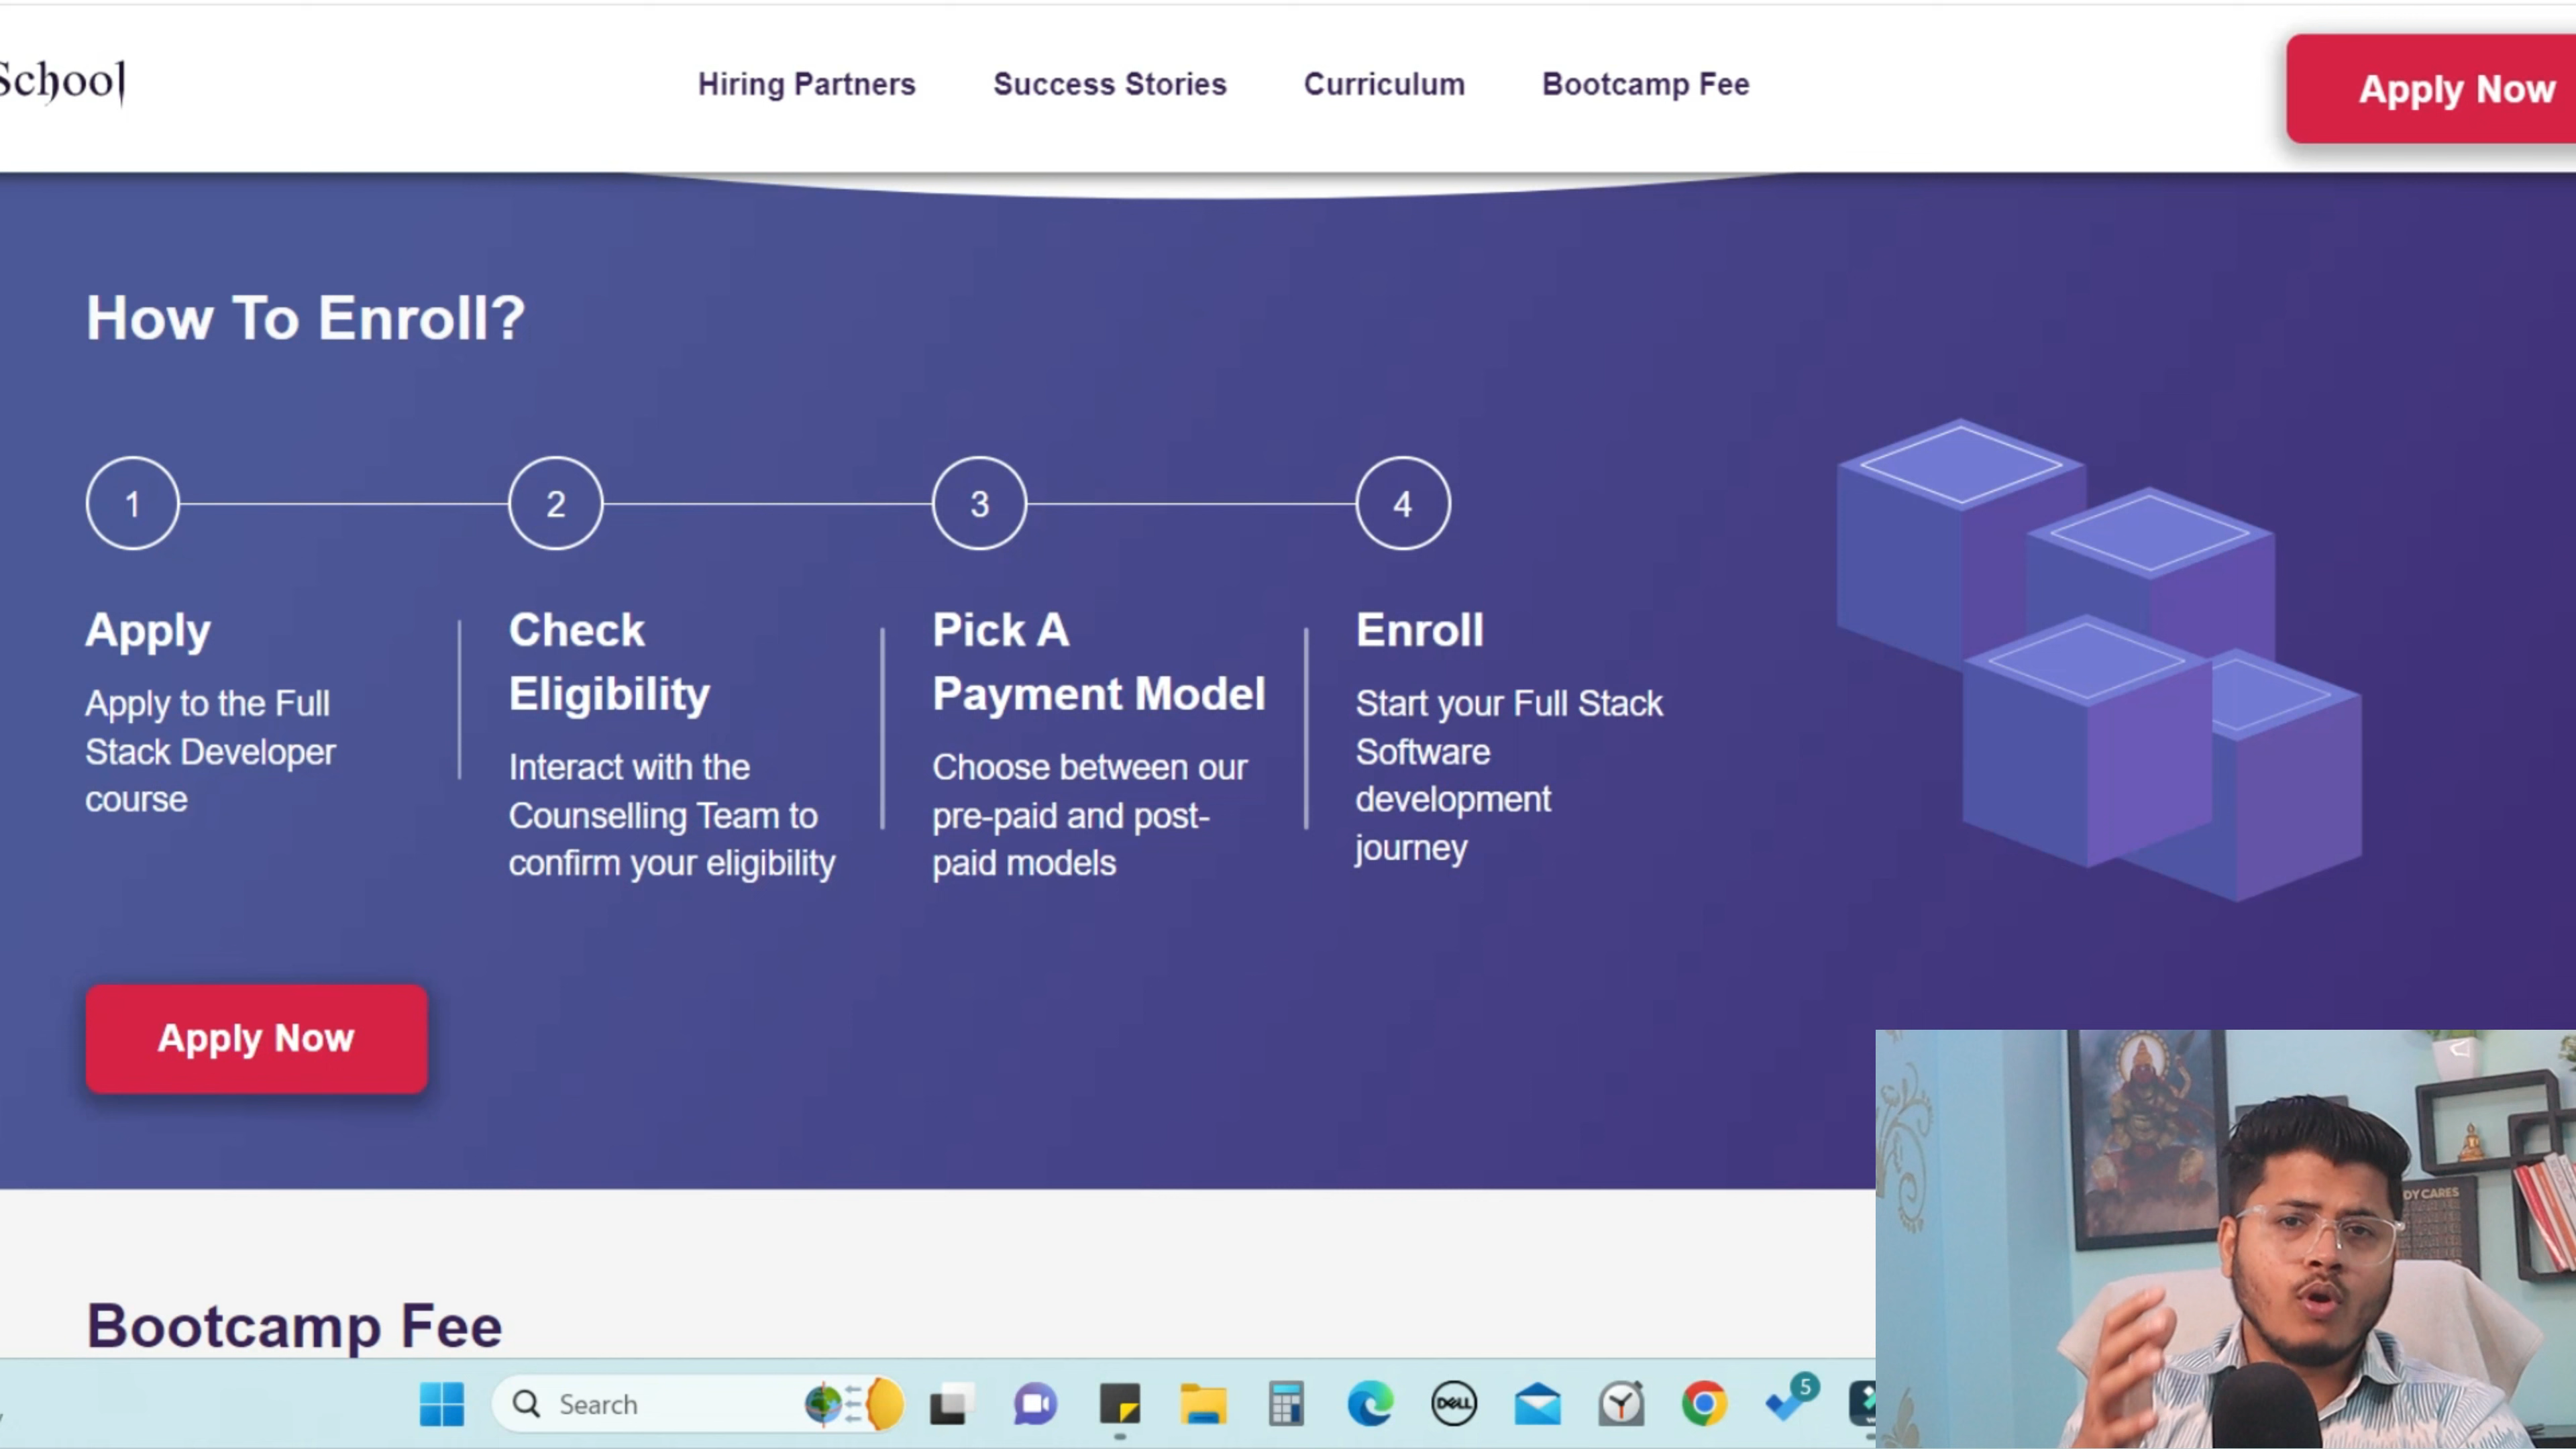 School
Hiring Partners
Success Stories
Curriculum
Bootcamp Fee
Apply Now
How To Enroll?
1
2
3
4
Apply
Apply to the Full
Stack Developer
course
Check
Eligibility
Interact with the
Counselling Team to
confirm your eligibility
Pick A
Payment Model
Choose between our
pre-paid and post-
paid models
Enroll
Start your Full Stack
Software
development
journey
Apply Now
DY CARES
Bootcamp Fee
Search
DELL
5